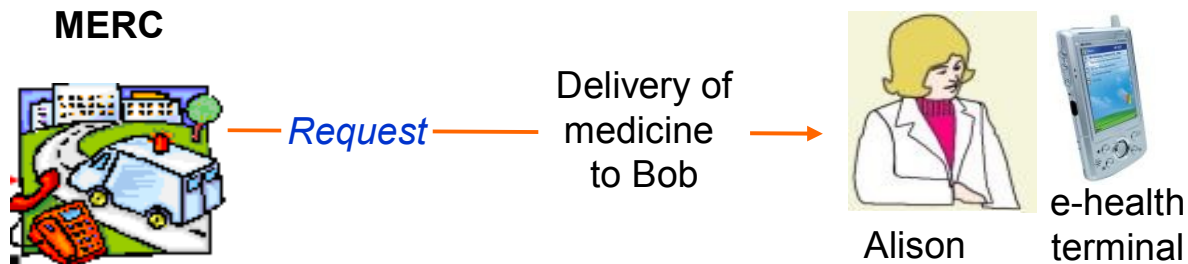 MERC
Request
Delivery of
medicine
to Bob
Alison
e-health
terminal